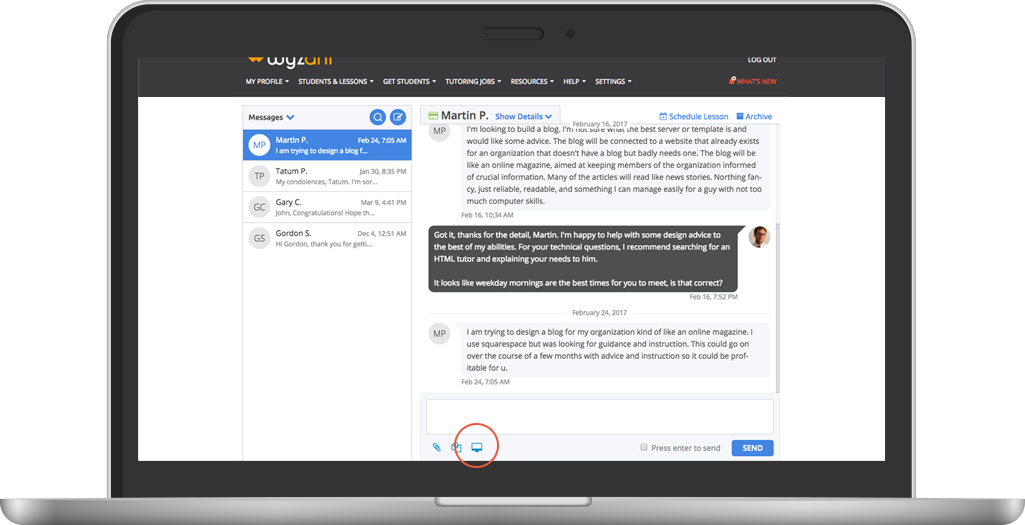 wyzant
LOG OUT
MY PROFILE STUDENTS & LESSONS GET STUDENTS TUTORING JOBS RESOURCES HELP SETTINGS WHAT'S NEW
Messages
MP
Martin P. Feb 24, 7:05 AM
I am trying to design a blog f...
TP
Tatum P. Jan 30, 8:35 PM
My condolences, Tatum. I'm sor...
GC
Gary C. Mar 9, 4:41 PM
John, Congratulations! Hope th...
GS
Gordon S. Dec 4, 12:51 AM
Hi Gordon, thank you for getti...
Martin P. Show Details Schedule Lesson Archive
February 16, 2017
MP
I'm looking to build a blog. I'm not sure what the best server or template is and
would like some advice. The blog will be connected to a website that already exists
for an organization that doesn't have a blog but badly needs one. The blog will be
like an online magazine, aimed at keeping members of the organization informed
of crucial information. Many of the articles will read like news stories. Northing fan-
cy, just reliable, readable, and something I can manage easily for a guy with not too
much computer skills.
Feb 16, 10:34 AM
Got it, thanks for the detail, Martin. I'm happy to help with some design advice to
the best of my abilities. For your technical questions, I recommend searching for an
HTML tutor and explaining your needs to him.
It looks like weekday mornings are the best times for you to meet, is that correct?
Feb 16, 7:52 PM
February 24, 2017
MP
I am trying to design a blog for my organization kind of like an online magazine. I
use squarespace but was looking for guidance and instruction. This could go on
over the course of a few months with advice and instruction so it could be prof-
itable for u.
Feb 24, 7:05 AM
Press enter to send SEND